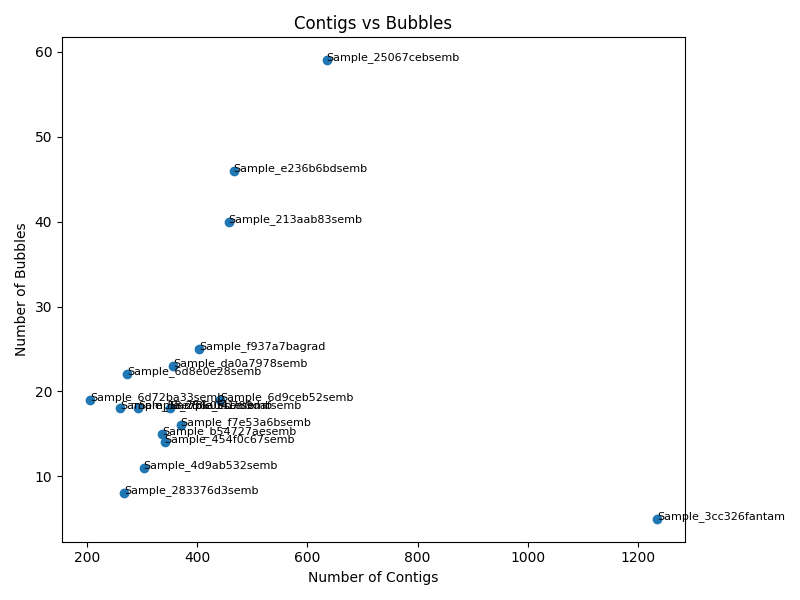 Contigs vs Bubbles
60
Sample_25067cebsemb
50
Sample_e236b6bdsemb
40
Sample_213aab83semb
Number of Bubbles
30
Sample_f937a7bagrad
Sample_da0a7978semb
Sample_6d8e0e28semb
20
Sample_6d72ba33semb
Sample_6d9ceb52semb
Sample_f7e53a6bsemb
Sample_b54727aesemb
Sample_454f0c67semb
10
Sample_4d9ab532semb
Sample_283376d3semb
Sample_3cc326fantam
200 400 600 800 1000 1200
Number of Contigs